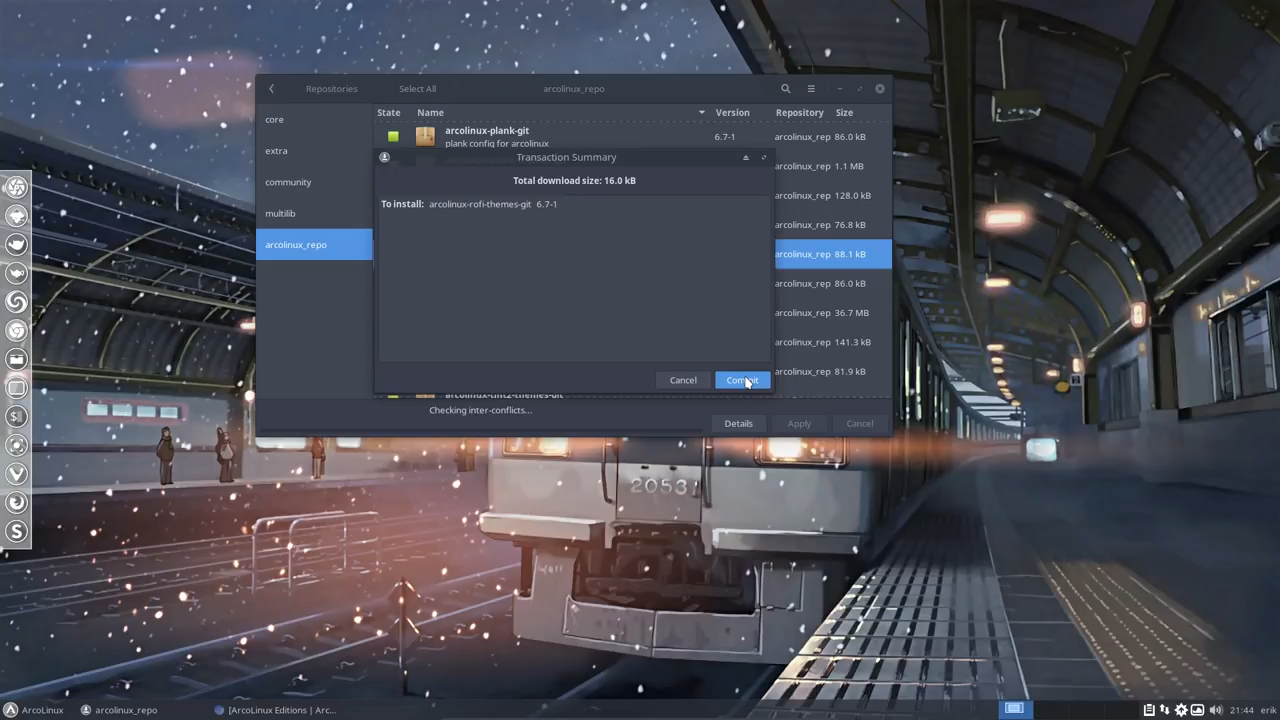 Repositories Select All arcolinux_repo
State Name Version Repository Size
core
extra
community
multilib
arcolinux_repo
arcolinux-plank-git 6.7-1 arcolinux_rep 86.0 kB
plank config for arcolinux
arcolinux_rep 1.1 MB
arcolinux_rep 128.0 kB
arcolinux_rep 76.8 kB
arcolinux_rep 88.1 kB
arcolinux_rep 86.0 kB
arcolinux_rep 36.7 MB
arcolinux_rep 141.3 kB
arcolinux_rep 81.9 kB
Transaction Summary
Total download size: 16.0 kB
To install: arcolinux-rofi-themes-git 6.7-1
Cancel Commit
Checking inter-conflicts...
Details Apply Cancel
2053
ArcoLinux arcolinux_repo [ArcoLinux Editions | Arc... 21:44 erik